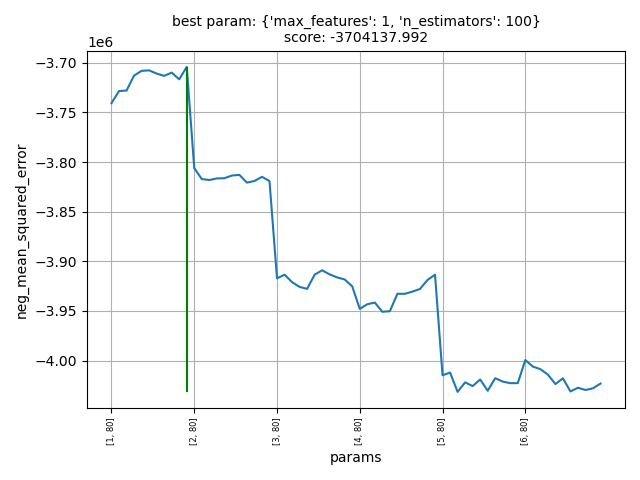 best param: {'max_features': 1, 'n_estimators': 100}
score: -3704137.992
1e6
−3.70
−3.75
−3.80
−3.85
−3.90
−3.95
−4.00
neg_mean_squared_error
[1, 80]
[2, 80]
[3, 80]
[4, 80]
[5, 80]
[6, 80]
params